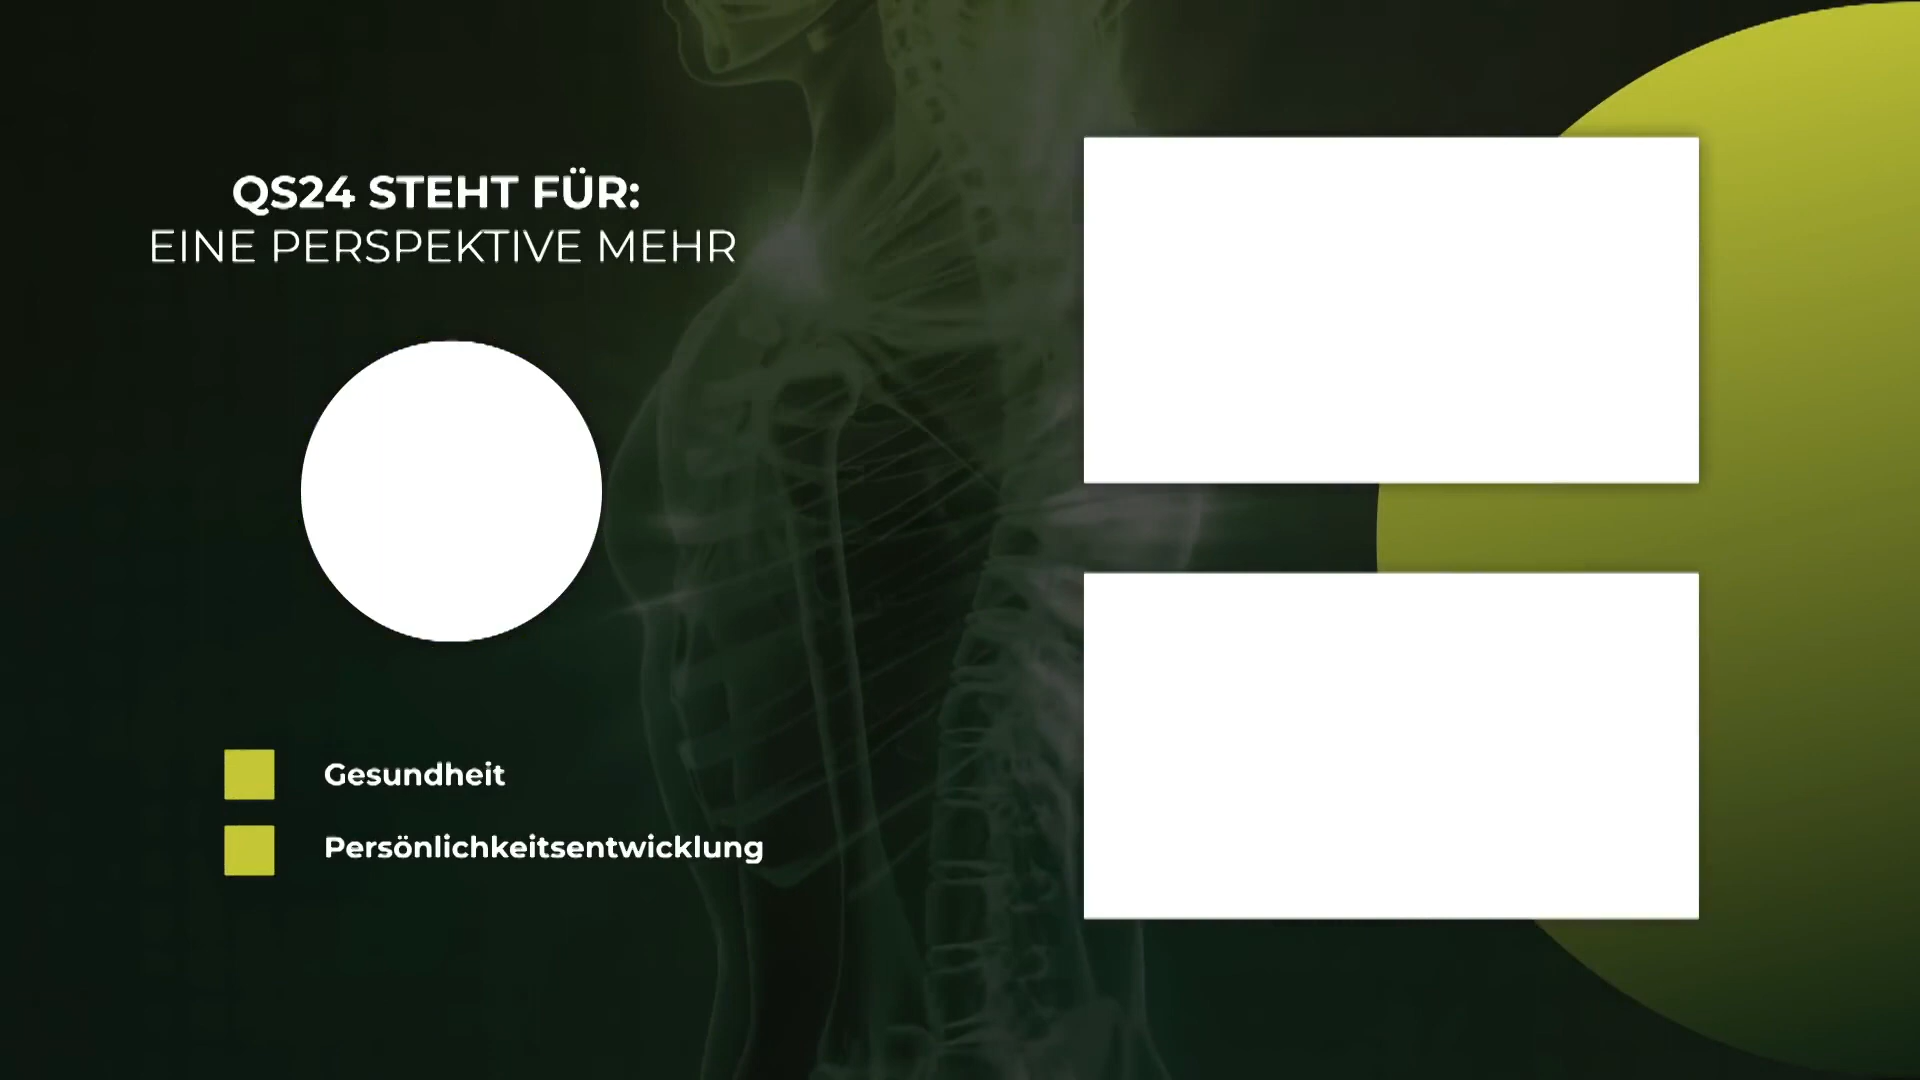 QS24 STEHT FÜR:
EINE PERSPEKTIVE MEHR
Gesundheit
Persönlichkeitsentwicklung